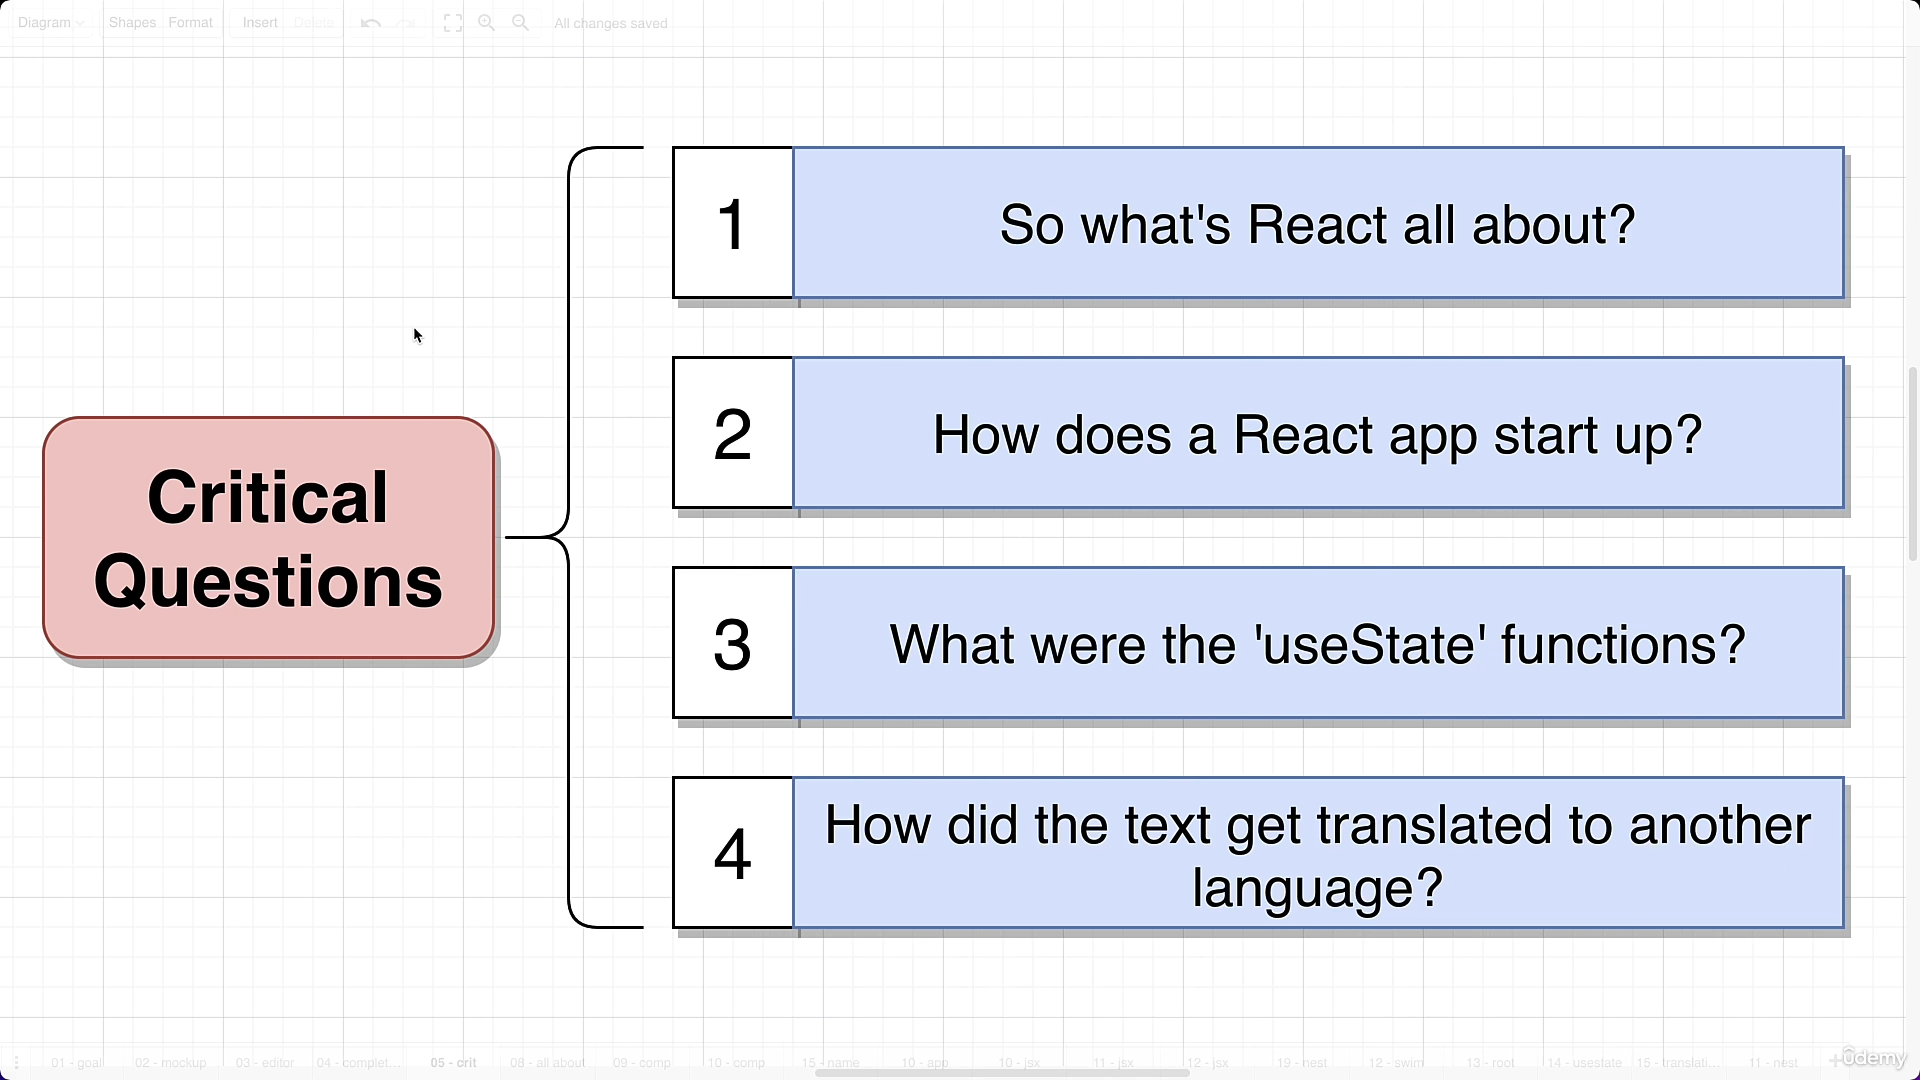 Diagram Shapes Format Insert Delete All changes saved
1 So what's React all about?
2 How does a React app start up?
Critical
Questions
3 What were the 'useState' functions?
4 How did the text get translated to another
language?
01 - goal 02 - mockup 03 - editor 04 - complet... 05 - crit 08 - all about 09 - comp 10 - comp 15 - name 10 - app 10 - jsx 11 - jsx 12 - jsx 19 - nest 12 - swim 13 - root 14 - usestate 15 - translati... 11 - nest
ûdemy